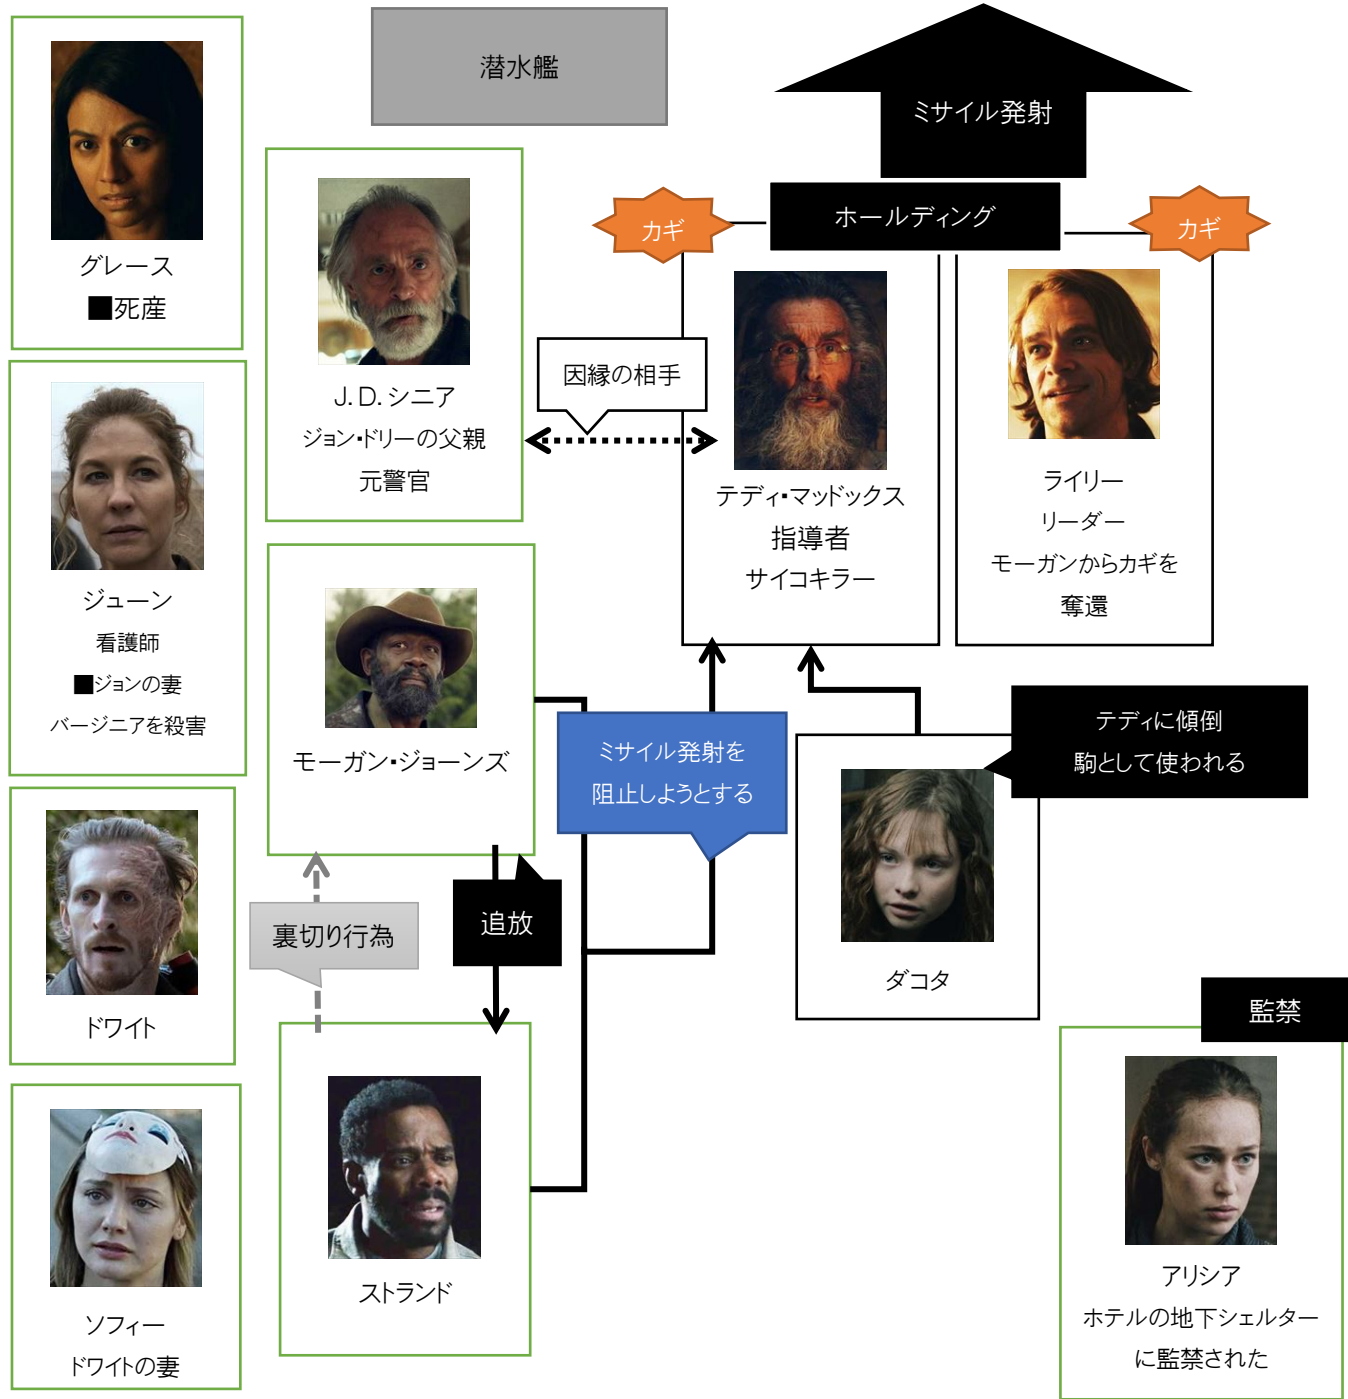 潜水艦
ミサイル発射
ホールディング
カギ
カギ
グレース
■死産
J.D.シニア
ジョン・ドリーの父親
元警官
因縁の相手
テディ・マッドックス
指導者
サイコキラー
ライリー
リーダー
モーガンからカギを
奪還
ジューン
看護師
■ジョンの妻
バージニアを殺害
モーガン・ジョーンズ
ミサイル発射を
阻止しようとする
テディに傾倒
駒として使われる
ダコタ
ドワイト
裏切り行為
追放
監禁
ストランド
ソフィー
ドワイトの妻
アリシア
ホテルの地下シェルター
に監禁された